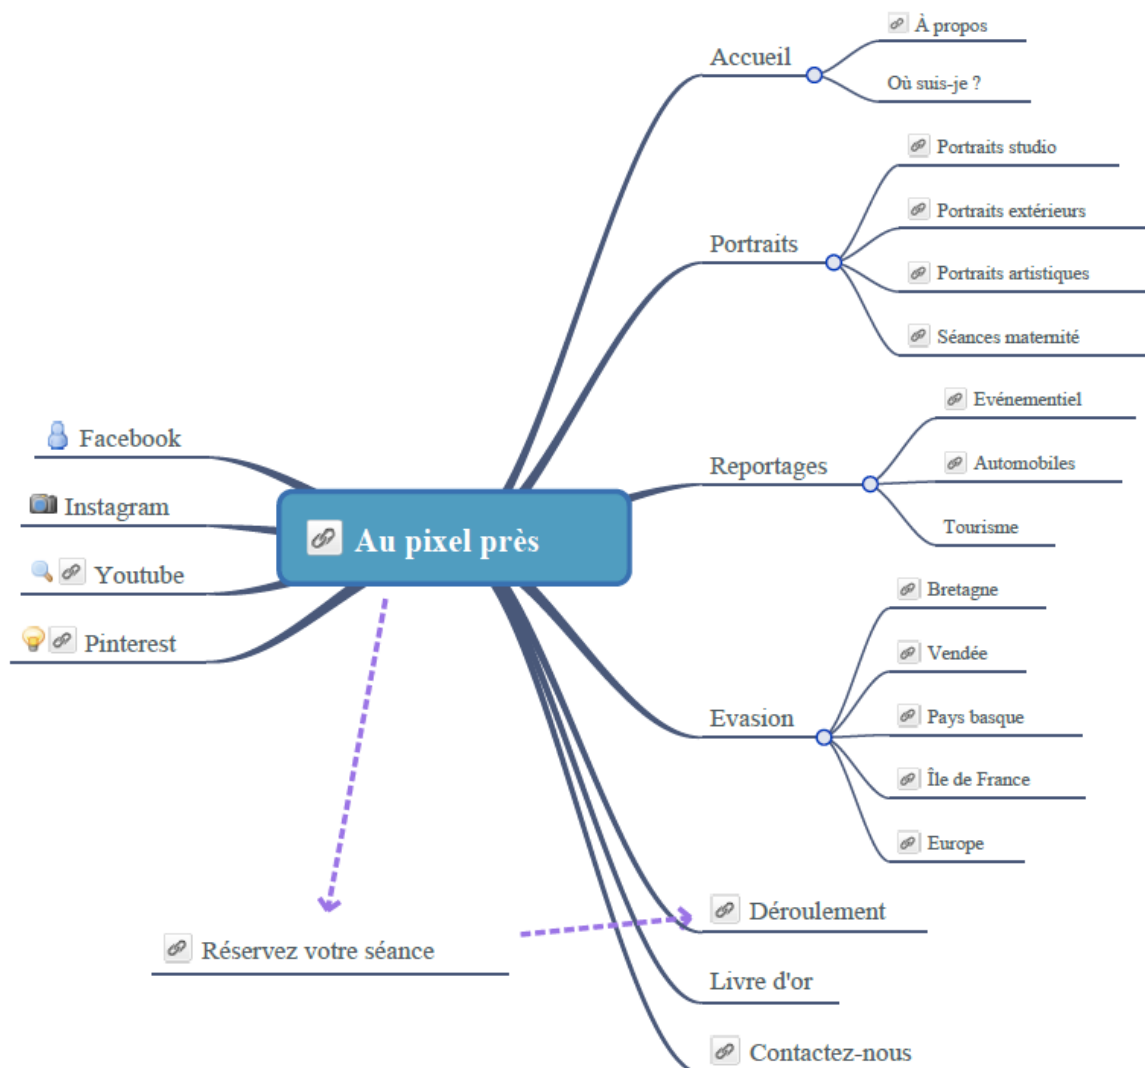 À propos
Accueil
Où suis-je ?
Portraits studio
Portraits extérieurs
Portraits
Portraits artistiques
Séances maternité
Evénementiel
Facebook
Reportages
Automobiles
Instagram
Tourisme
Au pixel près
Youtube
Bretagne
Pinterest
Vendée
Evasion
Pays basque
Île de France
Europe
Déroulement
Réservez votre séance
Livre d'or
Contactez-nous